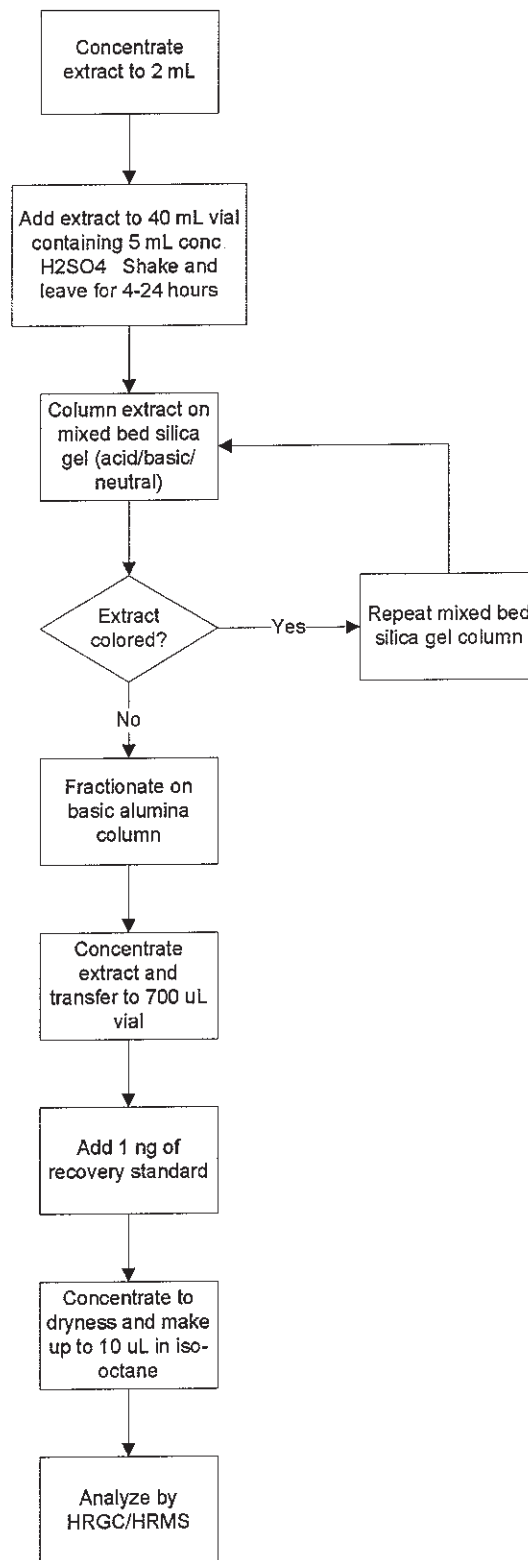 Concentrate
extract to 2 mL
Add extract to 40 mL vial
containing 5 mL conc.
H2SO4 Shake and
leave for 4-24 hours
Column extract on
mixed bed silica
gel (acid/basic/
neutral)
Extract
colored?
Yes
Repeat mixed bed
silica gel column
No
Fractionate on
basic alumina
column
Concentrate
extract and
transfer to 700 uL
vial
Add 1 ng of
recovery standard
Concentrate to
dryness and make
up to 10 uL in iso-
octane
Analyze by
HRGC/HRMS